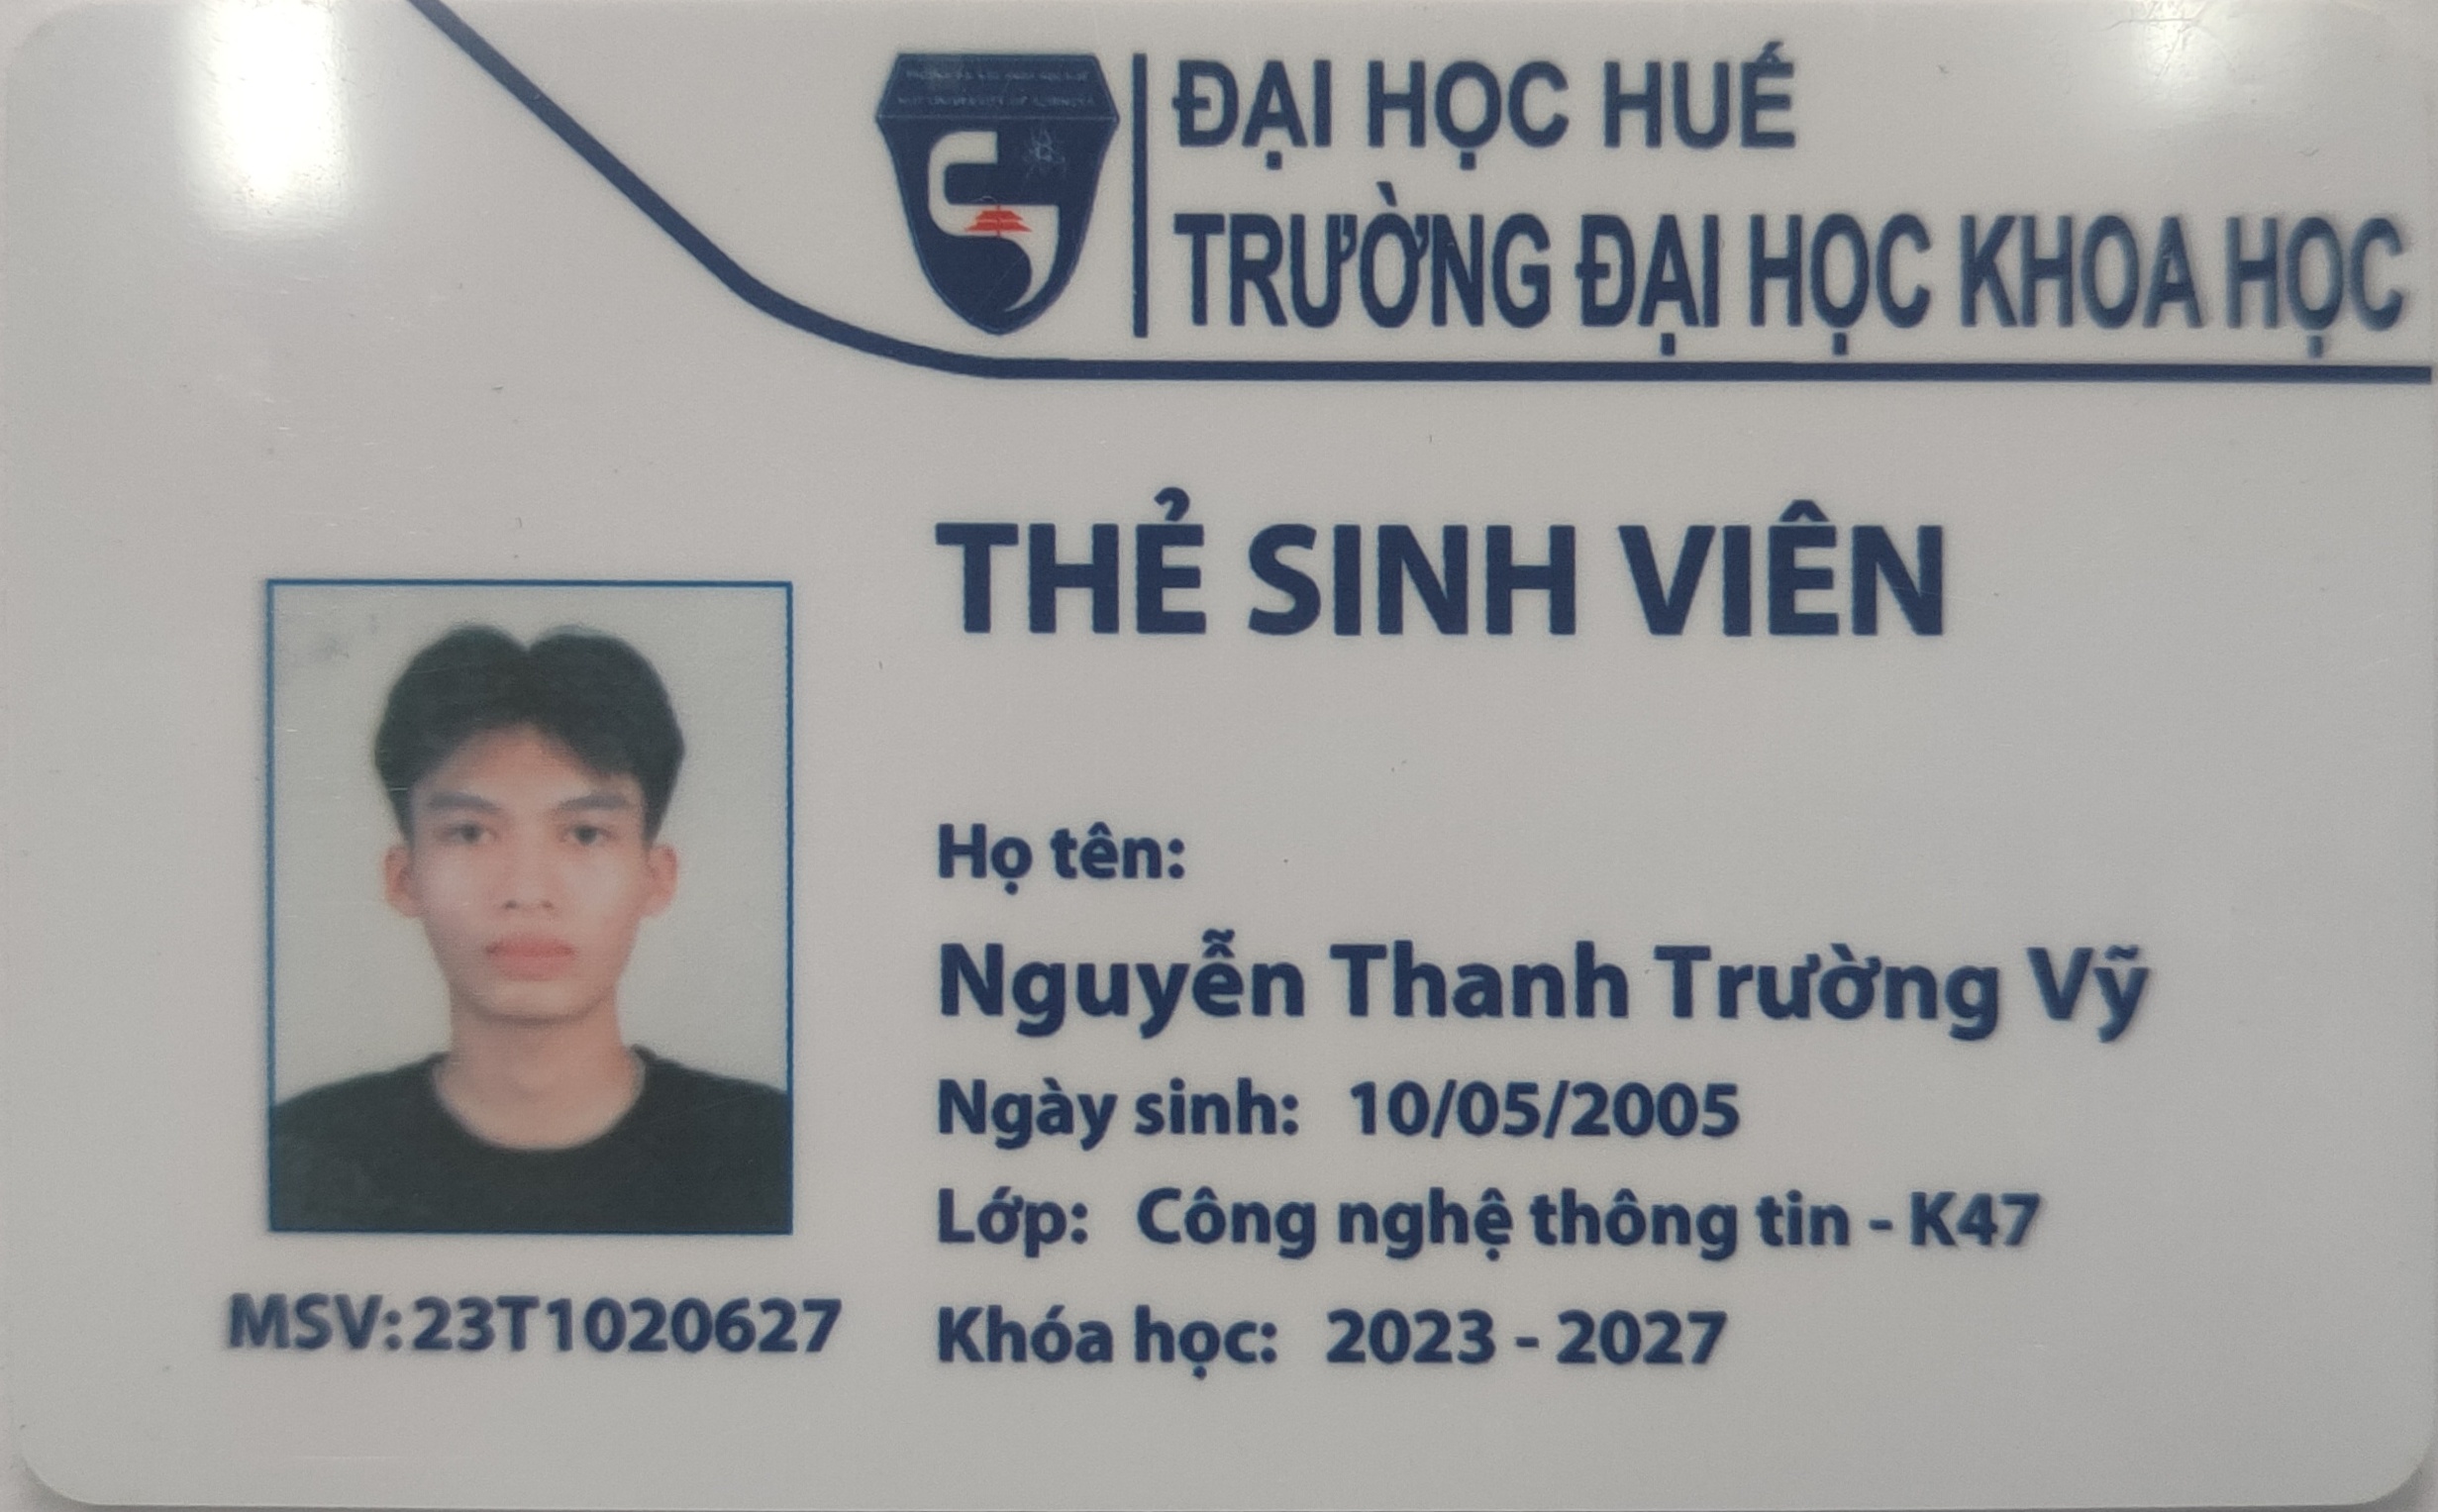 ĐẠI HỌC HUẾ
TRƯỜNG ĐẠI HỌC KHOA HỌC
THẺ SINH VIÊN
Họ tên:
Nguyễn Thanh Trường Vỹ
Ngày sinh: 10/05/2005
Lớp: Công nghệ thông tin - K47
Khóa học: 2023 - 2027
MSV:23T1020627